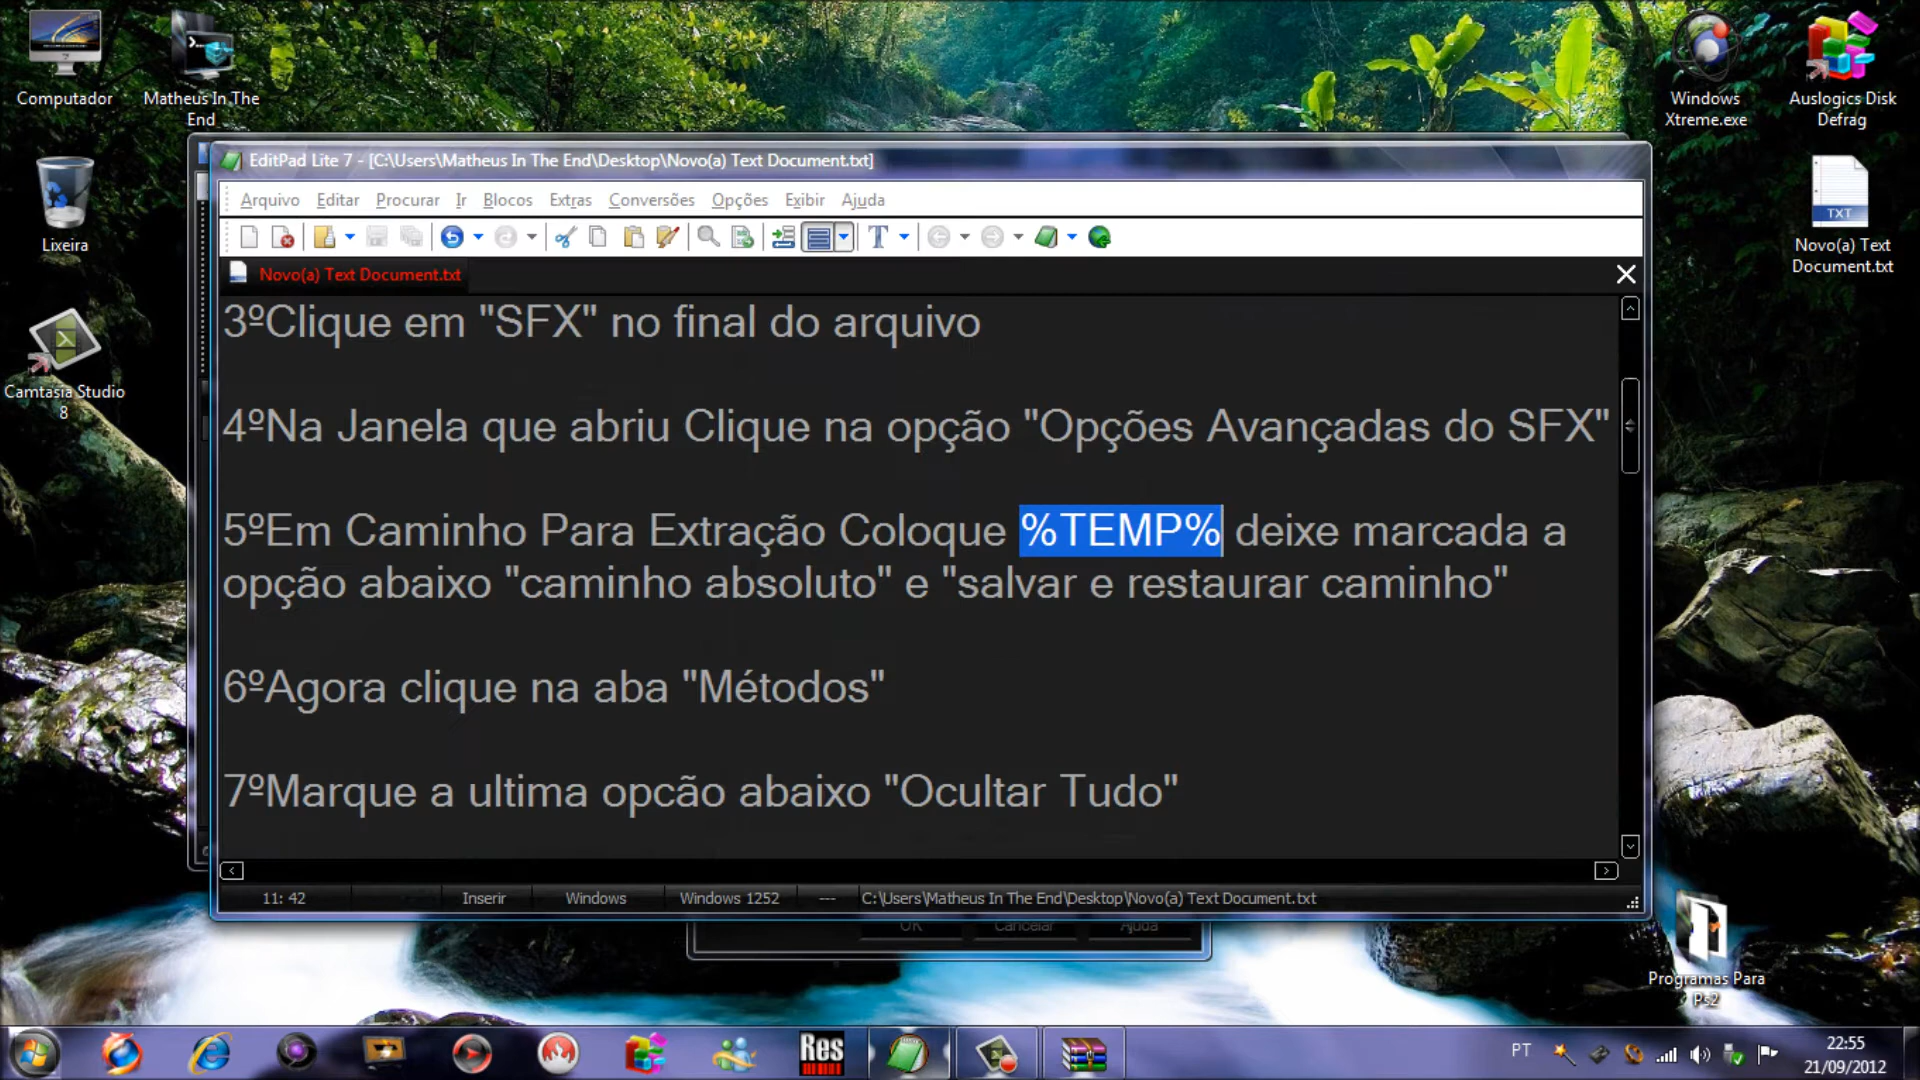 Computador
Matheus In The
End
Windows
Xtreme.exe
Auslogics Disk
Defrag
Lixeira
TXT
Novo(a) Text
Document.txt
Camtasia Studio
8
EditPad Lite 7 - [C:\Users\Matheus In The End\Desktop\Novo(a) Text Document.txt]
Arquivo Editar Procurar Ir Blocos Extras Conversões Opções Exibir Ajuda
Novo(a) Text Document.txt
3ºClique em "SFX" no final do arquivo
4ºNa Janela que abriu Clique na opção "Opções Avançadas do SFX"
5ºEm Caminho Para Extração Coloque %TEMP% deixe marcada a
opção abaixo "caminho absoluto" e "salvar e restaurar caminho"
6ºAgora clique na aba "Métodos"
7ºMarque a ultima opcão abaixo "Ocultar Tudo"
11: 42 Inserir Windows Windows 1252 --- C:\Users\Matheus In The End\Desktop\Novo(a) Text Document.txt
OK Cancelar Ajuda
Programas Para
Ps2
Res
PT
22:55
21/09/2012